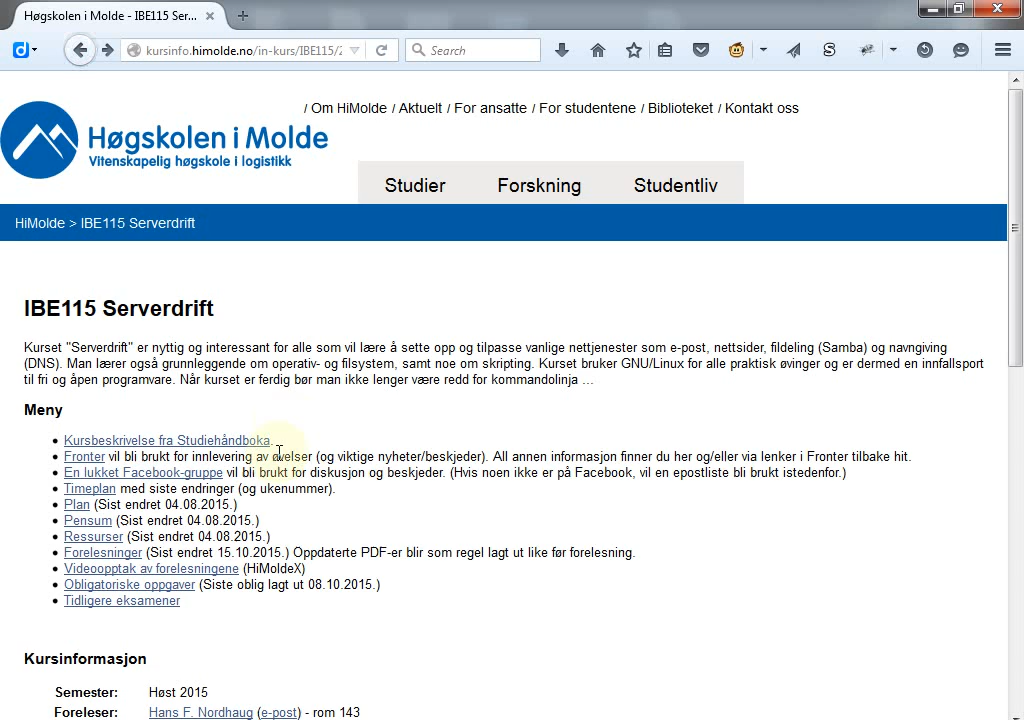 Høgskolen i Molde - IBE115 Ser...
kursinfo.himolde.no/in-kurs/IBE115/2
Search
/ Om HiMolde / Aktuelt / For ansatte / For studentene / Biblioteket / Kontakt oss
Høgskolen i Molde
Vitenskapelig høgskole i logistikk
Studier Forskning Studentliv
HiMolde > IBE115 Serverdrift
IBE115 Serverdrift
Kurset "Serverdrift" er nyttig og interessant for alle som vil lære å sette opp og tilpasse vanlige nettjenester som e-post, nettsider, fildeling (Samba) og navngiving
(DNS). Man lærer også grunnleggende om operativ- og filsystem, samt noe om skripting. Kurset bruker GNU/Linux for alle praktisk øvinger og er dermed en innfallsport
til fri og åpen programvare. Når kurset er ferdig bør man ikke lenger være redd for kommandolinja ...
Meny
• Kursbeskrivelse fra Studiehåndboka.
• Fronter vil bli brukt for innlevering av øvelser (og viktige nyheter/beskjeder). All annen informasjon finner du her og/eller via lenker i Fronter tilbake hit.
• En lukket Facebook-gruppe vil bli brukt for diskusjon og beskjeder. (Hvis noen ikke er på Facebook, vil en epostliste bli brukt istedenfor.)
• Timeplan med siste endringer (og ukenummer).
• Plan (Sist endret 04.08.2015.)
• Pensum (Sist endret 04.08.2015.)
• Ressurser (Sist endret 04.08.2015.)
• Forelesninger (Sist endret 15.10.2015.) Oppdaterte PDF-er blir som regel lagt ut like før forelesning.
• Videoopptak av forelesningene (HiMoldeX)
• Obligatoriske oppgaver (Siste oblig lagt ut 08.10.2015.)
• Tidligere eksamener
Kursinformasjon
Semester: Høst 2015
Foreleser: Hans F. Nordhaug (e-post) - rom 143